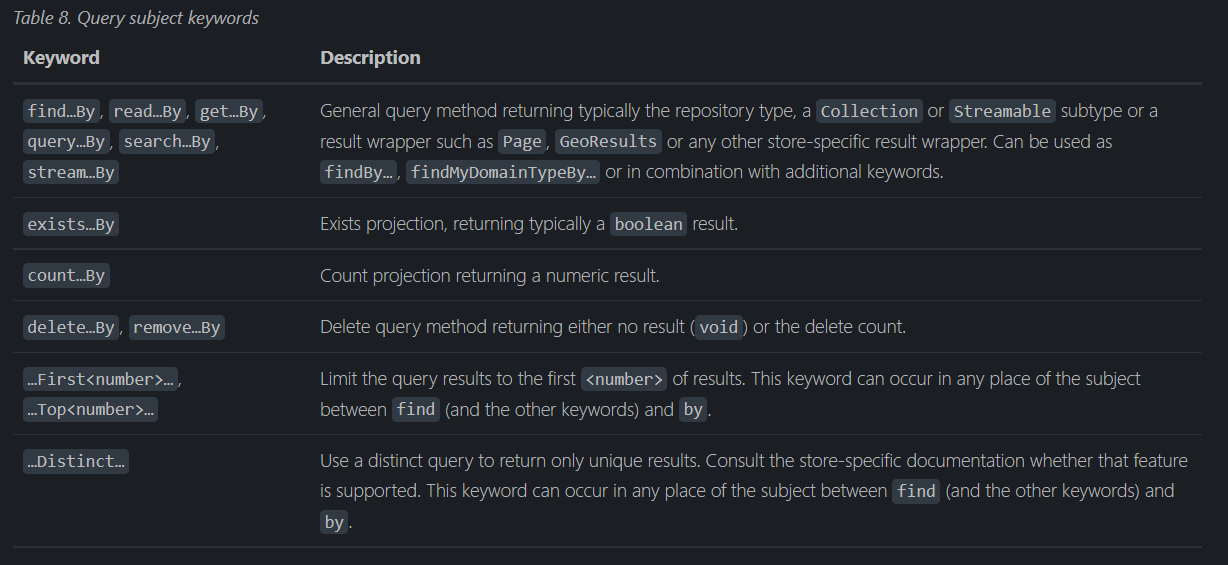 Table 8. Query subject keywords
Keyword Description
find…By, read…By, get…By, General query method returning typically the repository type, a Collection or Streamable subtype or a
query…By, search…By, result wrapper such as Page, GeoResults or any other store-specific result wrapper. Can be used as
stream…By findBy…, findMyDomainTypeBy… or in combination with additional keywords.
exists…By Exists projection, returning typically a boolean result.
count…By Count projection returning a numeric result.
delete…By, remove…By Delete query method returning either no result (void) or the delete count.
…First<number>…, Limit the query results to the first <number> of results. This keyword can occur in any place of the subject
…Top<number>… between find (and the other keywords) and by.
…Distinct… Use a distinct query to return only unique results. Consult the store-specific documentation whether that feature
is supported. This keyword can occur in any place of the subject between find (and the other keywords) and
by.